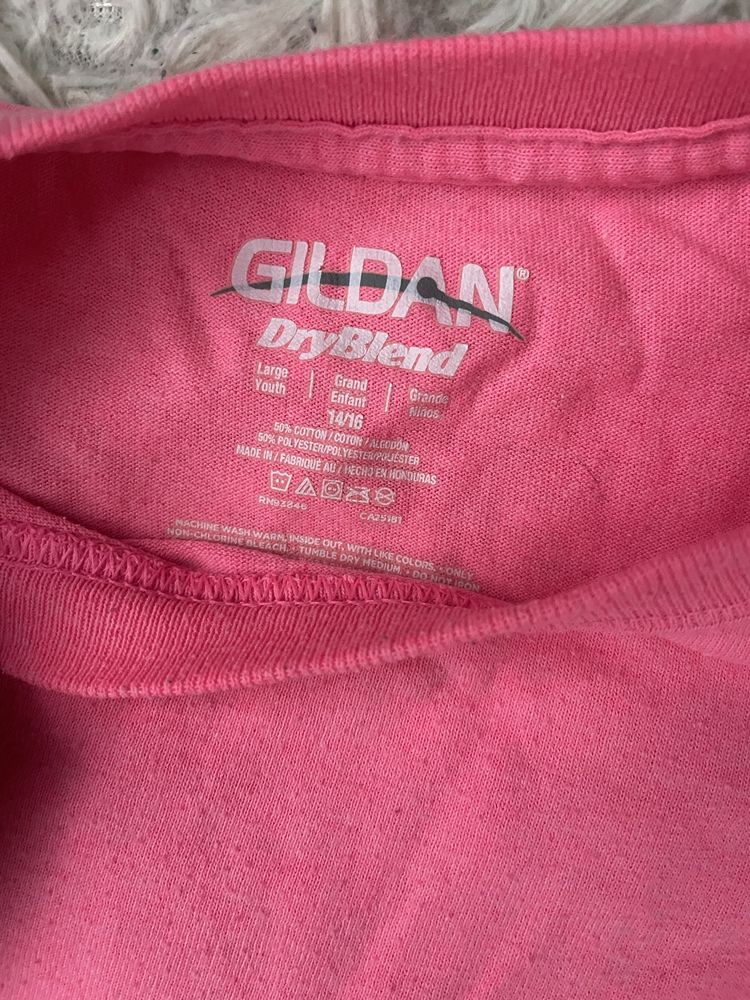 GILDAN®
DryBlend
Large Youth | Grand Enfant | Grande Niños
14/16
50% COTTON / COTON / ALGODÓN
50% POLYESTER/POLYESTER/POLIÉSTER
MADE IN / FABRIQUÉ AU / HECHO EN HONDURAS
RN93846 CA25181
• MACHINE WASH WARM, INSIDE OUT, WITH LIKE COLORS. • ONLY
NON-CHLORINE BLEACH. • TUMBLE DRY MEDIUM. • DO NOT IRON